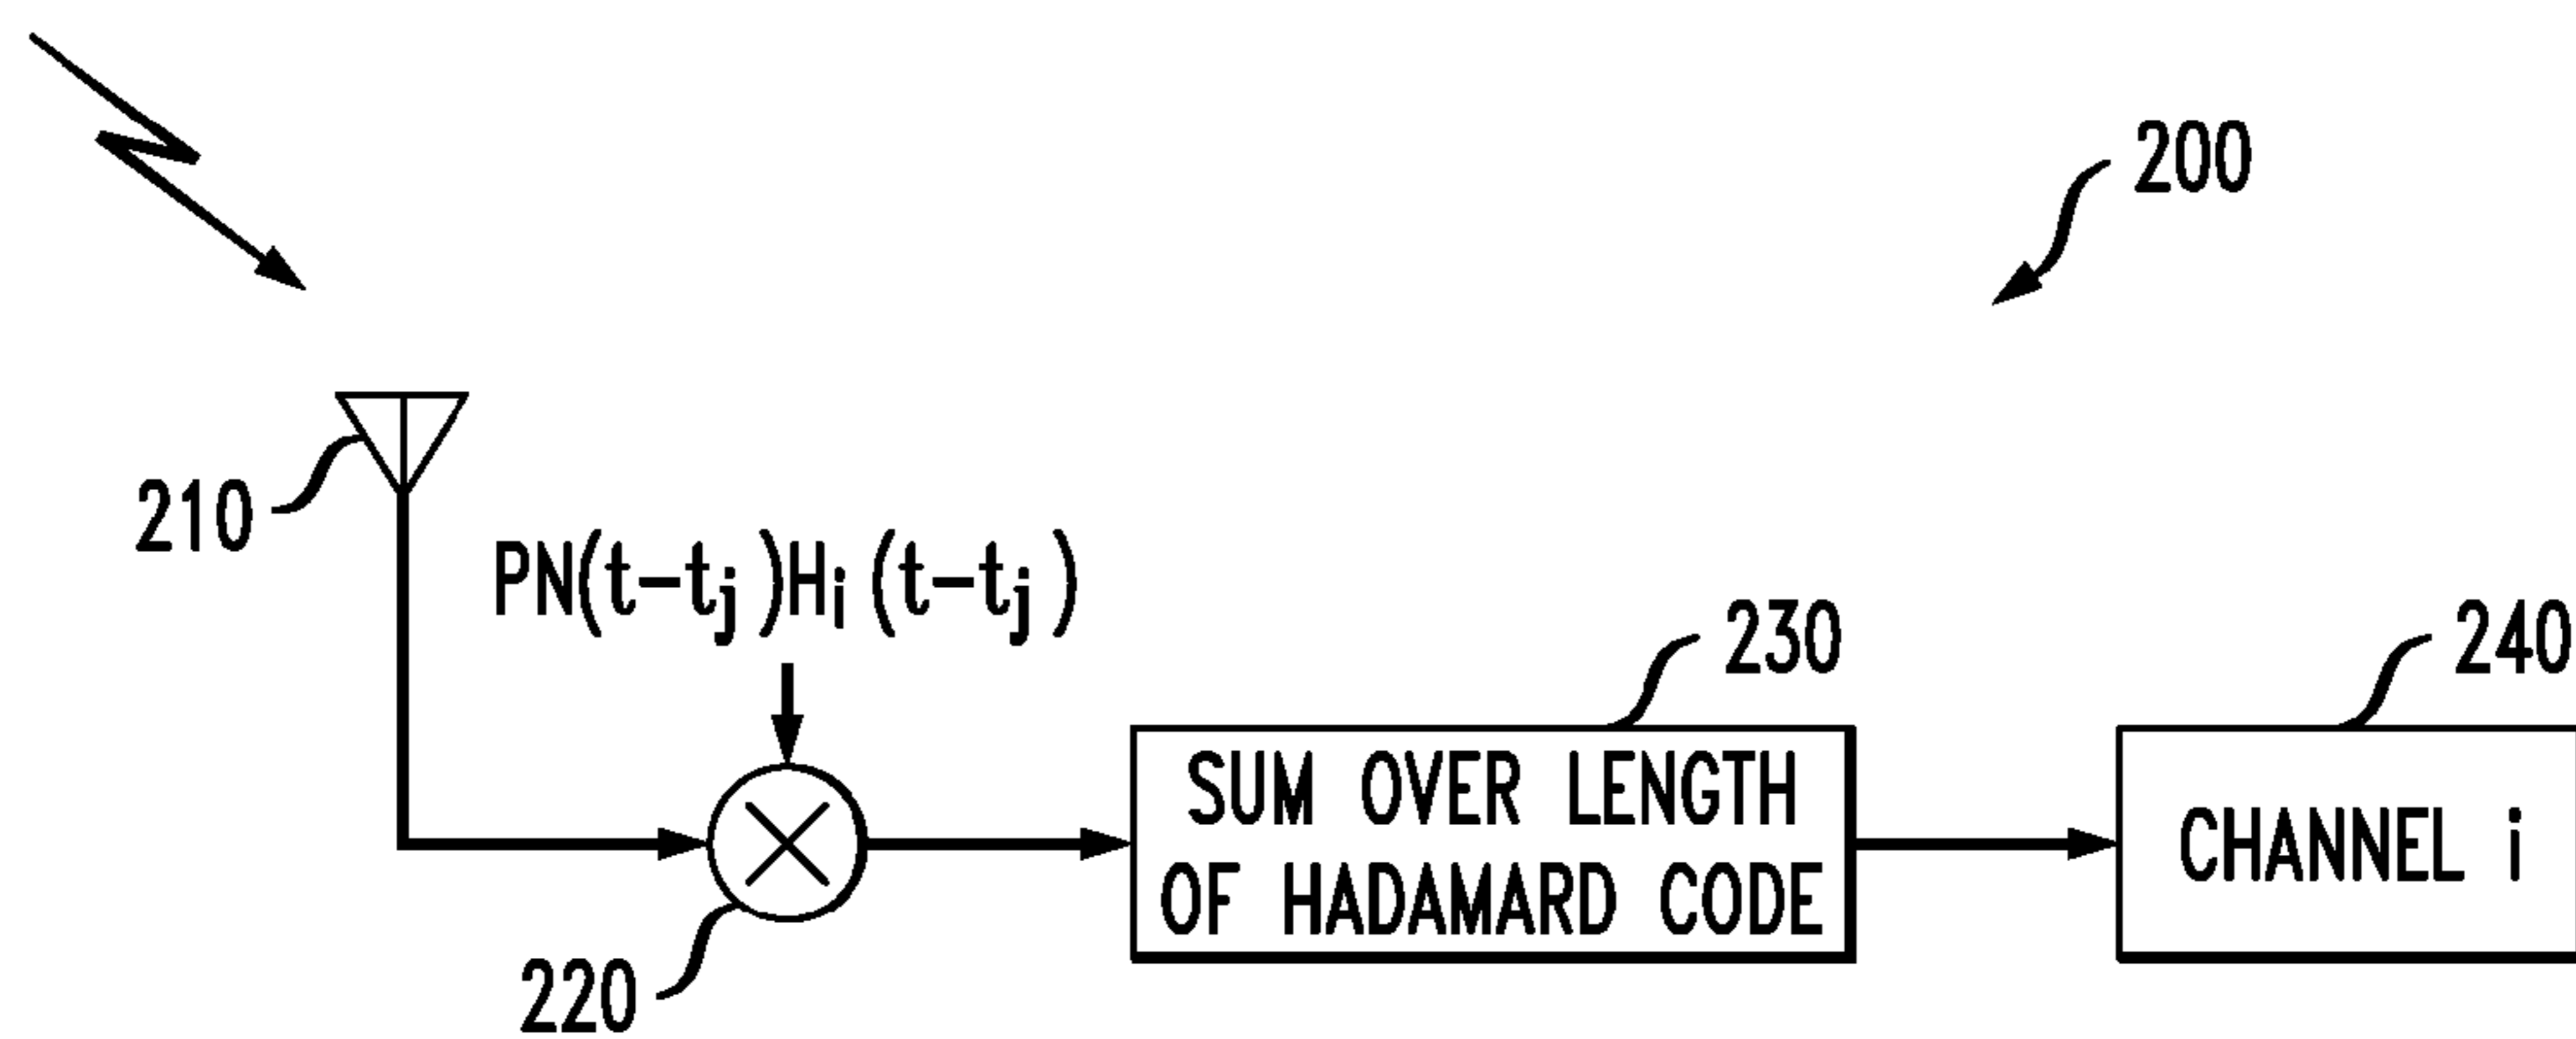 200
210
PN(t-tj)Hi(t-tj)
230
240
SUM OVER LENGTH
OF HADAMARD CODE
CHANNEL i
220